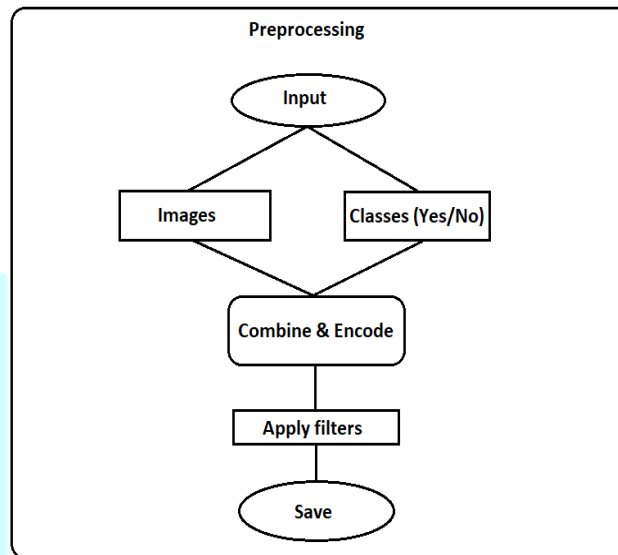 Preprocessing
Input
Images
Classes (Yes/No)
Combine & Encode
Apply filters
Save